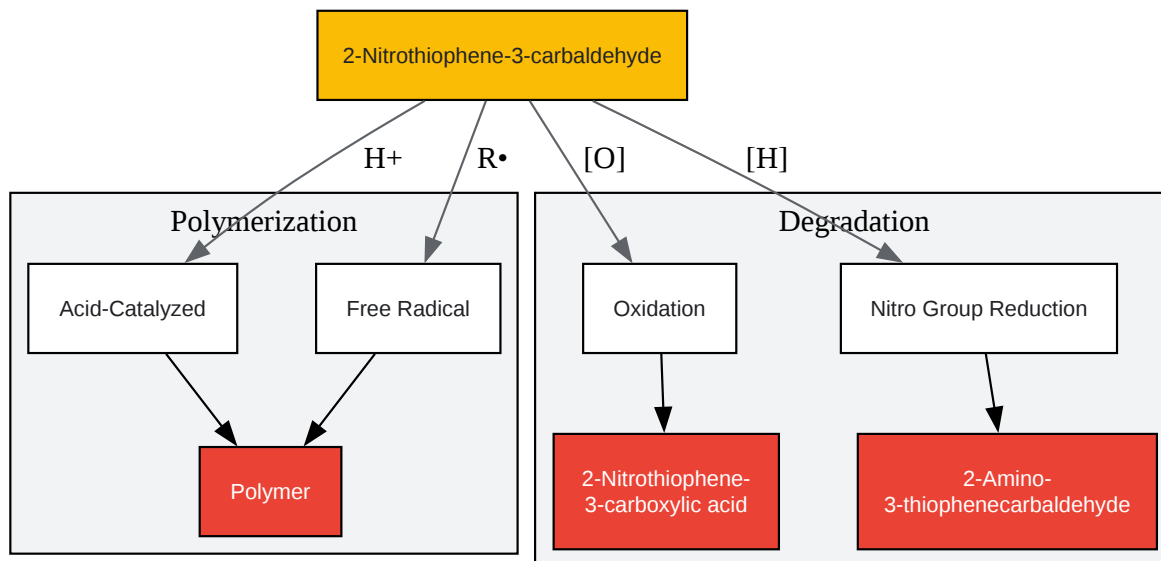 2-Nitrothiophene-3-carbaldehyde
H+
R•
[O]
[H]
Polymerization
Degradation
Acid-Catalyzed
Free Radical
Oxidation
Nitro Group Reduction
Polymer
2-Nitrothiophene-
3-carboxylic acid
2-Amino-
3-thiophenecarbaldehyde